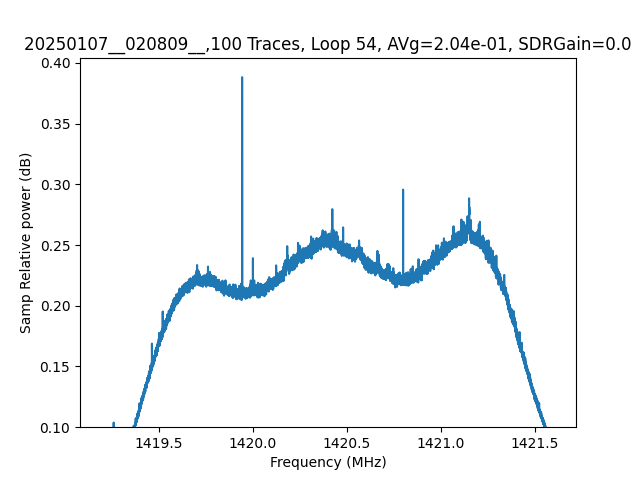 20250107__020809__,100 Traces, Loop 54, AVg=2.04e-01, SDRGain=0.0
0.40
0.35
0.30
0.25
0.20
0.15
0.10
Samp Relative power (dB)
1419.5 1420.0 1420.5 1421.0 1421.5
Frequency (MHz)